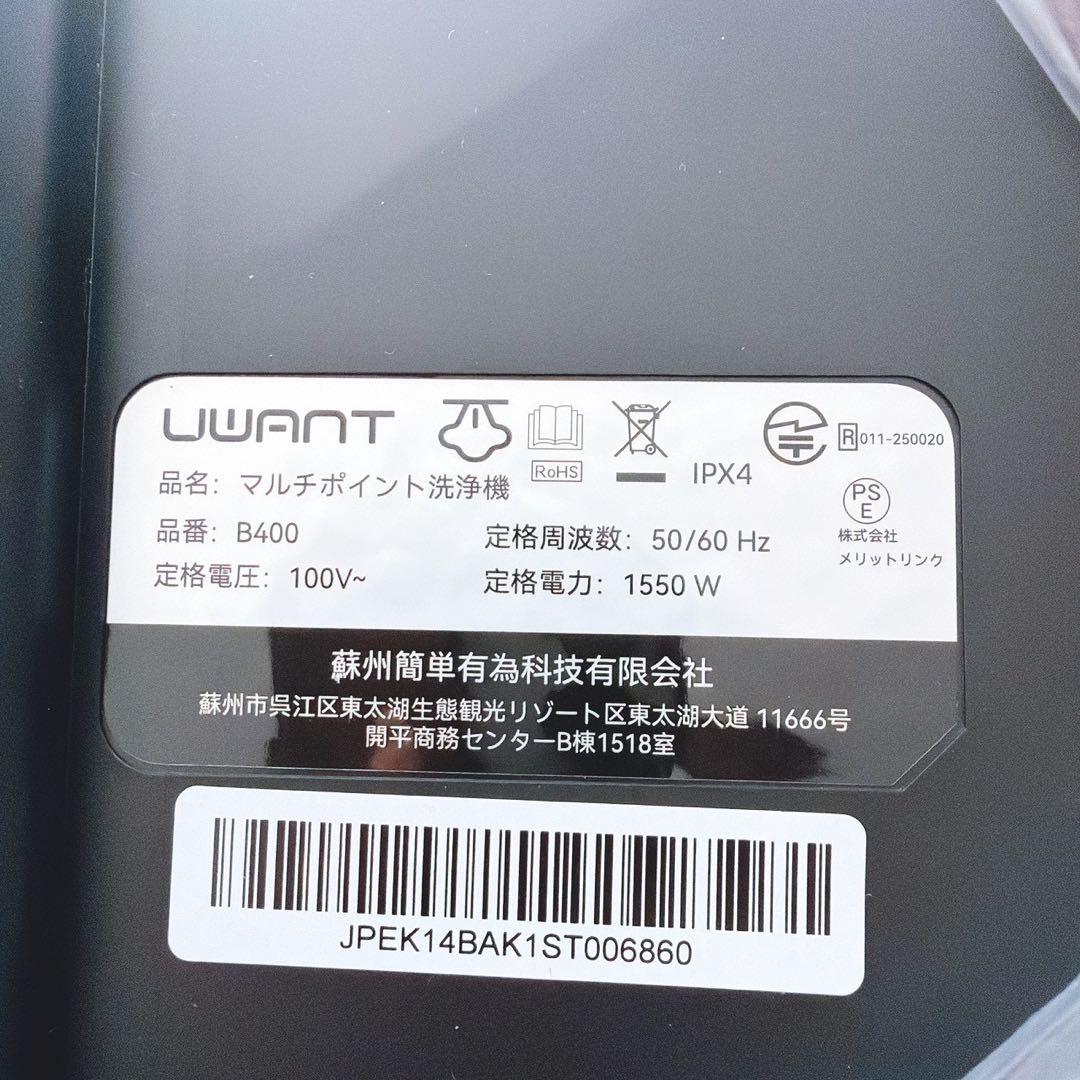 UWANT
RoHS
IPX4
R 011-250020
品名: マルチポイント洗浄機
品番: B400
定格周波数: 50/60 Hz
定格電圧: 100V~
定格電力: 1550 W
PS
E
株式会社
メリットリンク
蘇州簡単有為科技有限会社
蘇州市呉江区東太湖生態観光リゾート区東太湖大道 11666号
開平商務センターB棟1518室
JPEK14BAK1ST006860